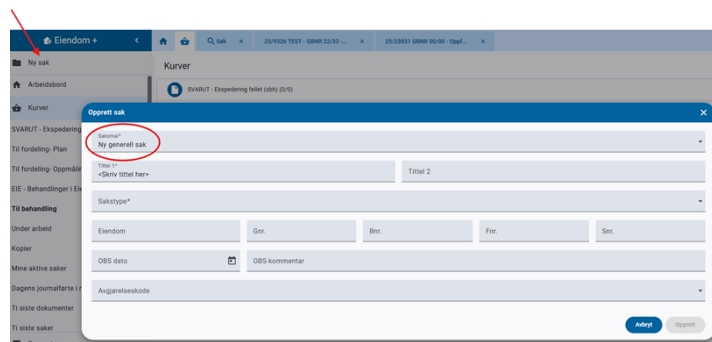 Eiendom +
Sak
25/9326 TEST - GBNR 22/33 -...
25/23831 GBNR 00/00 - Oppf...
Ny sak
Kurver
Arbeidsbord
SVARUT - Ekspedering feilet (sbh) (0/0)
Kurver
Opprett sak
SVARUT - Ekspedering
Saksmal*
Ny generell sak
Til fordeling- Plan
Tittel 1*
<Skriv tittel her>
Tittel 2
Til fordeling- Oppmålin
EIE - Behandlinger i Eie
Sakstype*
Til behandling
Under arbeid
Eiendom
Gnr.
Bnr.
Fnr.
Snr.
Kopier
OBS dato
OBS-kommentar
Mine aktive saker
Dagens journalførte i r
Avgjørelseskode
Ti siste dokumenter
Ti siste saker
Avbryt
Opprett